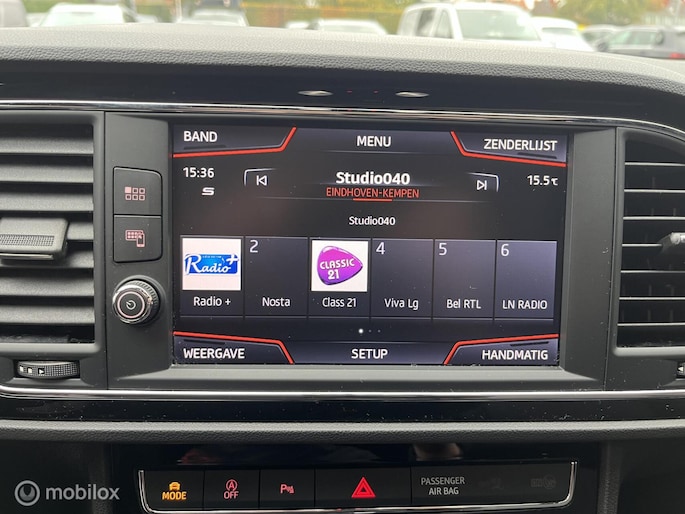 BAND
MENU
ZENDERLIJST
15:36
Studio040
15.5°C
EINDHOVEN-KEMPEN
Studio040
Radio+
2
CLASSIC
21
4
5
6
Radio +
Nosta
Class 21
Viva Lg
Bel RTL
LN RADIO
WEERGAVE
SETUP
HANDMATIG
MODE
OFF
PASSENGER
AIR BAG
mobilox